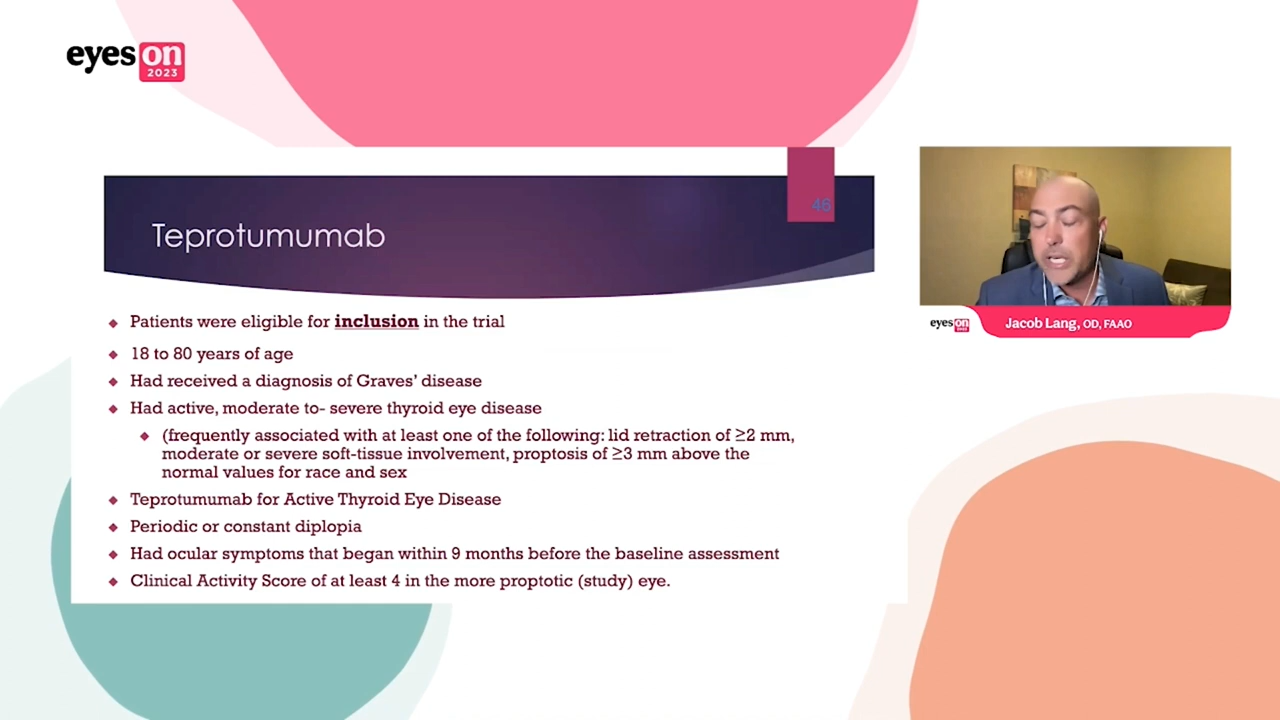 eyes on
2023
46
Teprotumumab
Patients were eligible for inclusion in the trial
18 to 80 years of age
Had received a diagnosis of Graves’ disease
Had active, moderate to- severe thyroid eye disease
(frequently associated with at least one of the following: lid retraction of ≥2 mm,
moderate or severe soft-tissue involvement, proptosis of ≥3 mm above the
normal values for race and sex
Teprotumumab for Active Thyroid Eye Disease
Periodic or constant diplopia
Had ocular symptoms that began within 9 months before the baseline assessment
Clinical Activity Score of at least 4 in the more proptotic (study) eye.
eyes on
2023
Jacob Lang, OD, FAAO